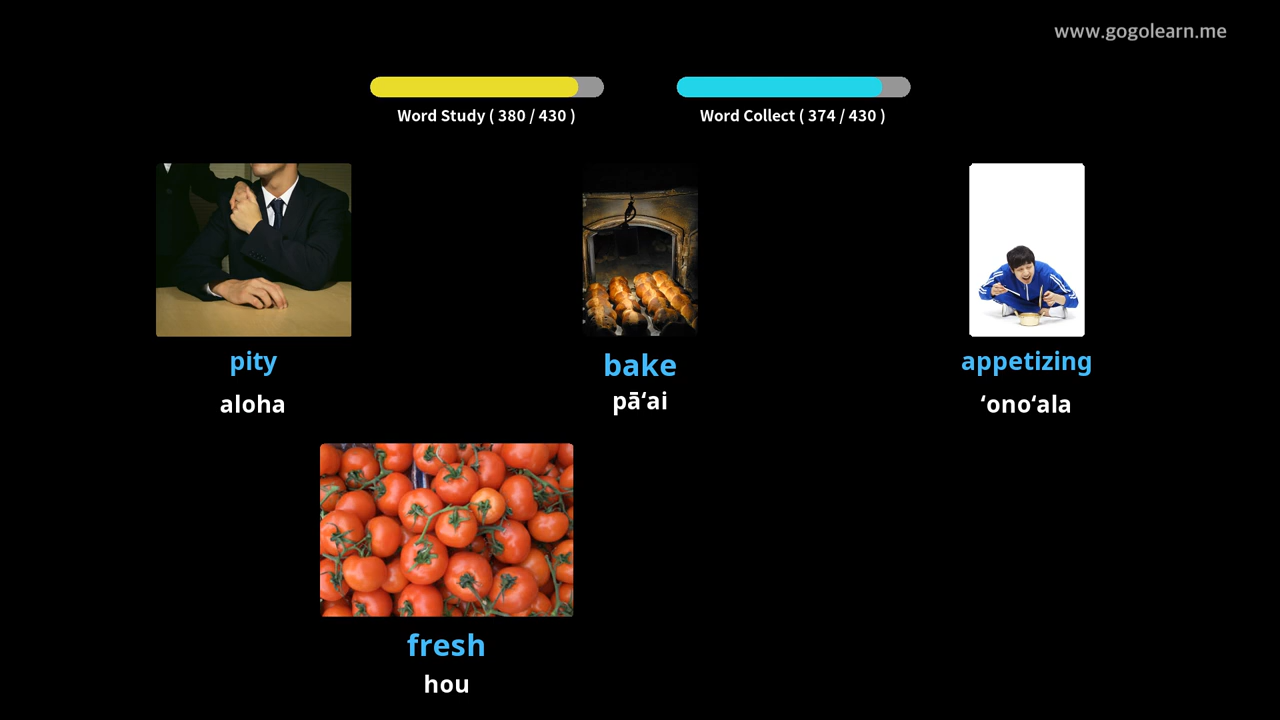 www.gogolearn.me
Word Study ( 380 / 430 )
Word Collect ( 374 / 430 )
pity
aloha
bake
pāʻai
appetizing
ʻonoʻala
fresh
hou